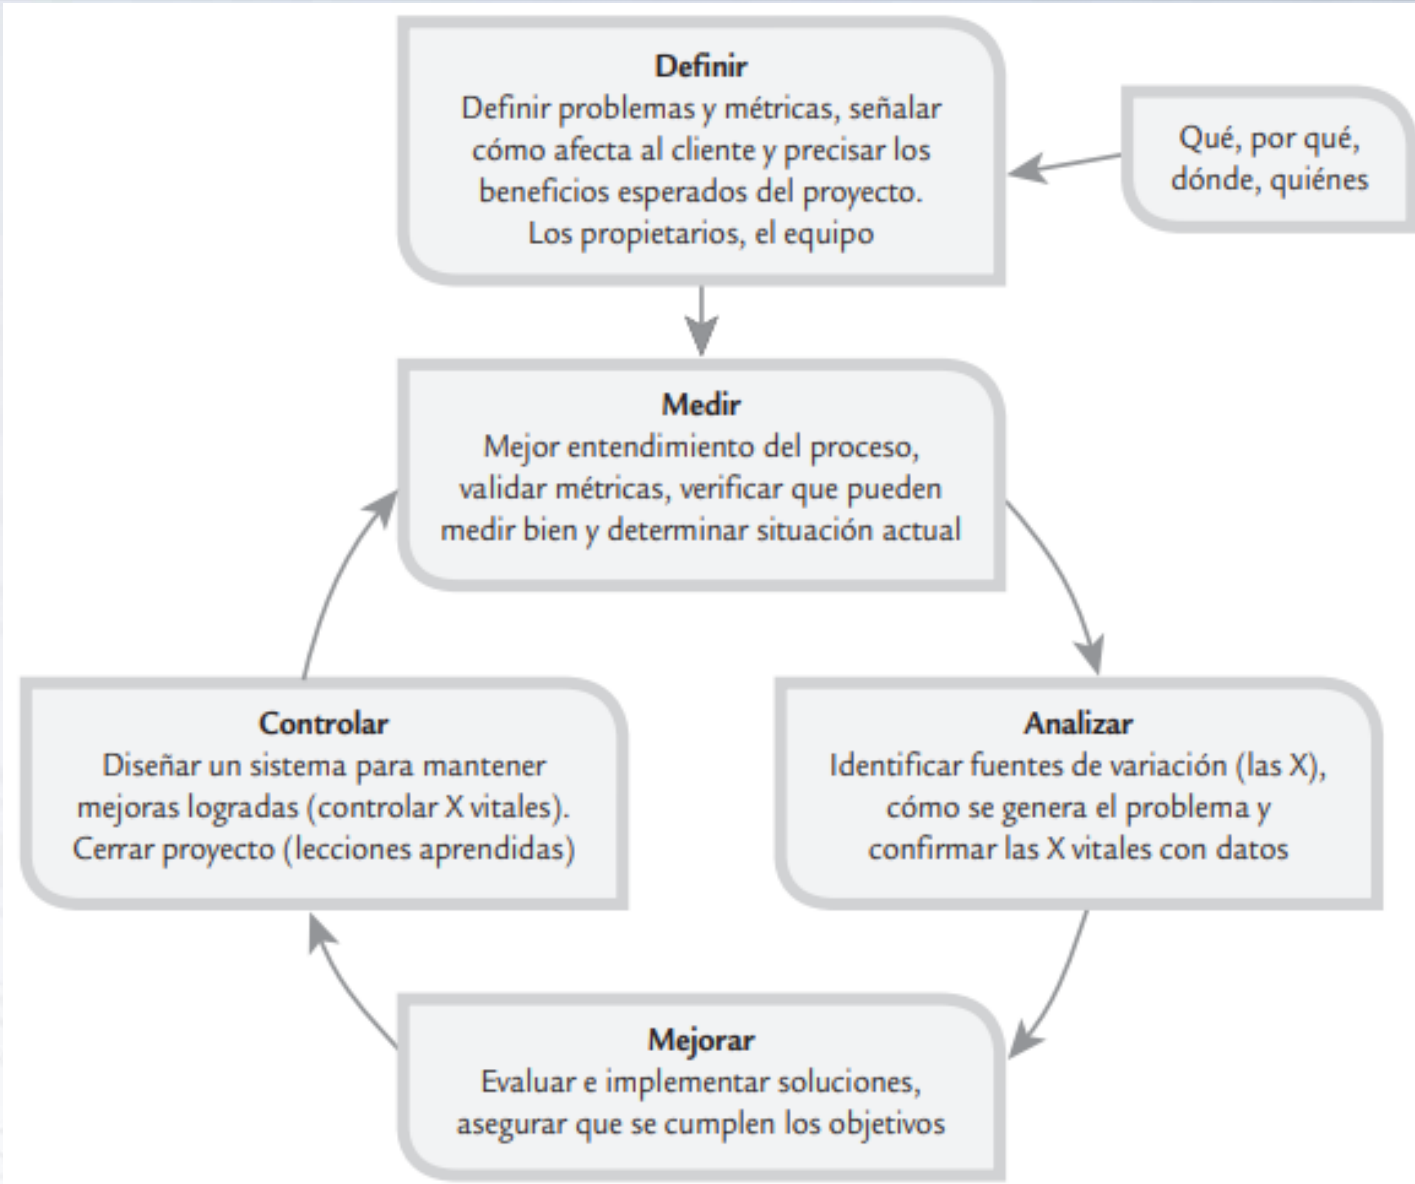 Definir
Definir problemas y métricas, señalar
cómo afecta al cliente y precisar los
beneficios esperados del proyecto.
Los propietarios, el equipo
Qué, por qué,
dónde, quiénes
Medir
Mejor entendimiento del proceso,
validar métricas, verificar que pueden
medir bien y determinar situación actual
Controlar
Diseñar un sistema para mantener
mejoras logradas (controlar X vitales).
Cerrar proyecto (lecciones aprendidas)
Analizar
Identificar fuentes de variación (las X),
cómo se genera el problema y
confirmar las X vitales con datos
Mejorar
Evaluar e implementar soluciones,
asegurar que se cumplen los objetivos